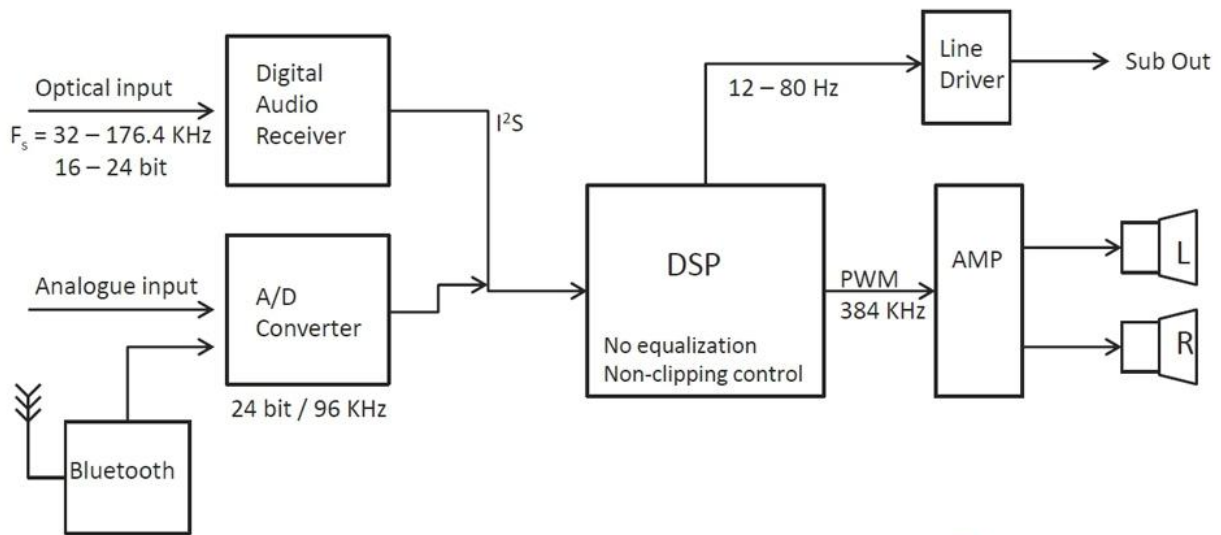 Optical input
Fs = 32 – 176.4 KHz
16 – 24 bit
Digital
Audio
Receiver
I²S
Analogue input
A/D
Converter
24 bit / 96 KHz
Bluetooth
DSP
No equalization
Non-clipping control
12 – 80 Hz
Line
Driver
Sub Out
PWM
384 KHz
AMP
L
R